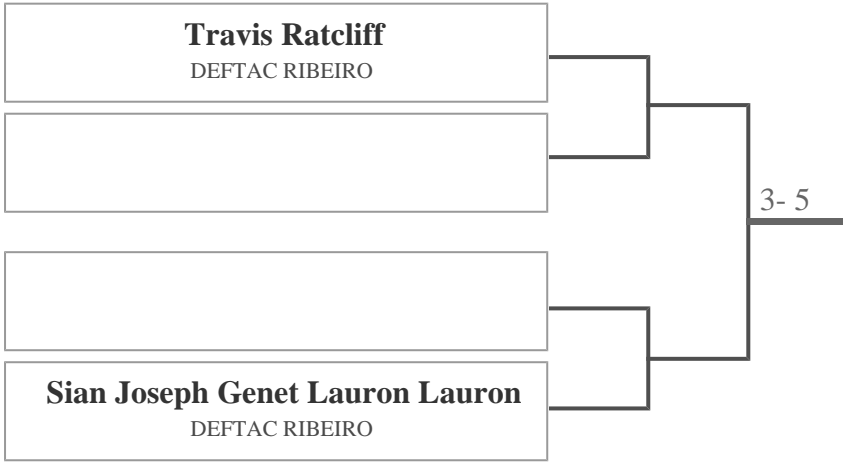 Travis Ratcliff
DEFTAC RIBEIRO
3- 5
Sian Joseph Genet Lauron Lauron
DEFTAC RIBEIRO